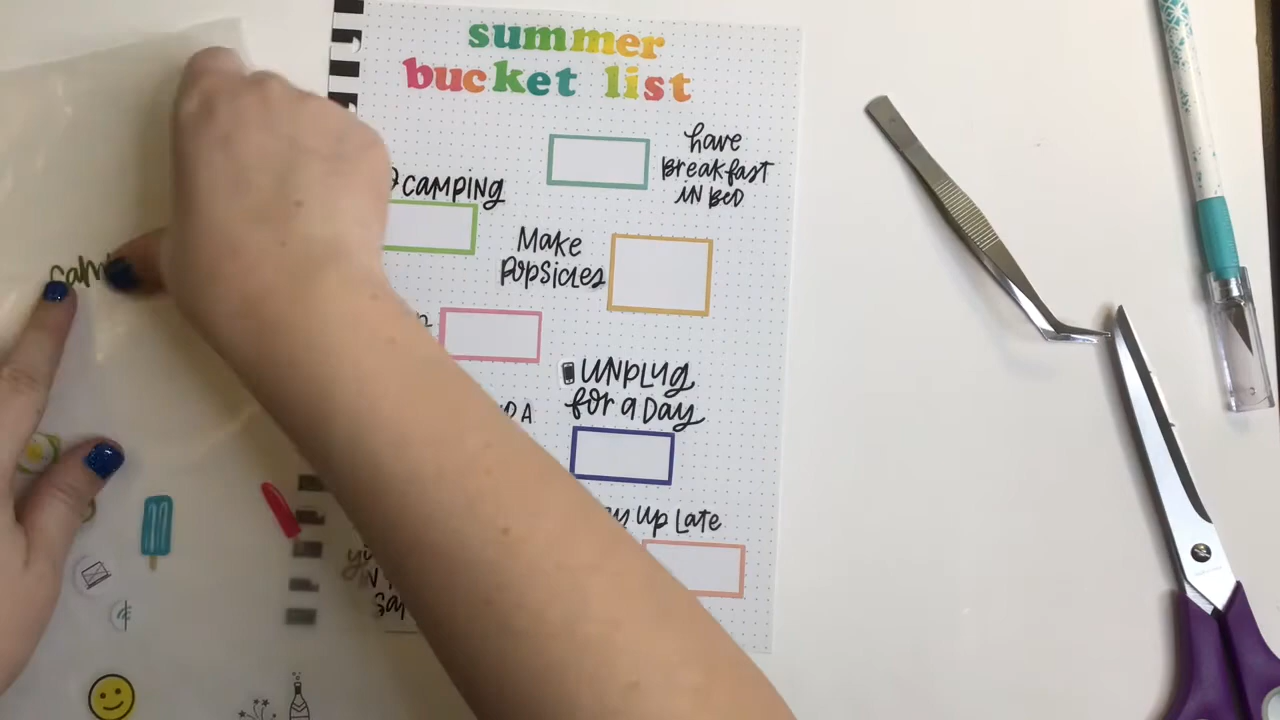 summer
bucket list
have
BreakFast
IN BED
CAMPING
Make
Popsicles
UNPLUG
for a Day
up Late